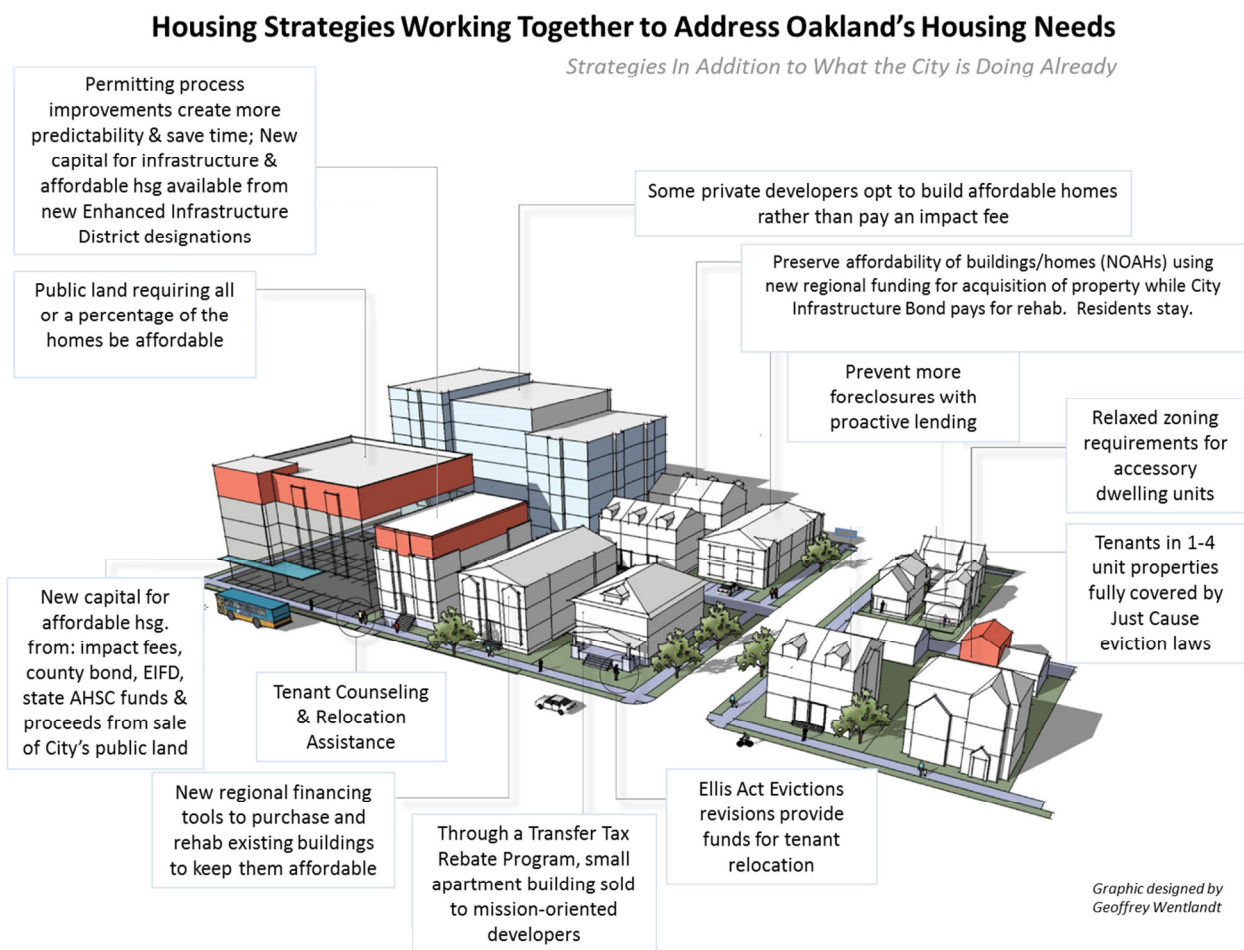 Housing Strategies Working Together to Address Oakland's Housing Needs
Strategies In Addition to What the City is Doing Already
Permitting process
improvements create more
predictability & save time; New
capital for infrastructure &
affordable hsg available from
new Enhanced Infrastructure
District designations
Some private developers opt to build affordable homes
rather than pay an impact fee
Preserve affordability of buildings/homes (NOAHs) using
new regional funding for acquisition of property while City
Infrastructure Bond pays for rehab.  Residents stay.
Public land requiring all
or a percentage of the
homes be affordable
Prevent more
foreclosures with
proactive lending
Relaxed zoning
requirements for
accessory
dwelling units
Tenants in 1-4
unit properties
fully covered by
Just Cause
eviction laws
New capital for
affordable hsg.
from: impact fees,
county bond, EIFD,
state AHSC funds &
proceeds from sale
of City's public land
Tenant Counseling
& Relocation
Assistance
New regional financing
tools to purchase and
rehab existing buildings
to keep them affordable
Through a Transfer Tax
Rebate Program, small
apartment building sold
to mission-oriented
developers
Ellis Act Evictions
revisions provide
funds for tenant
relocation
Graphic designed by
Geoffrey Wentlandt